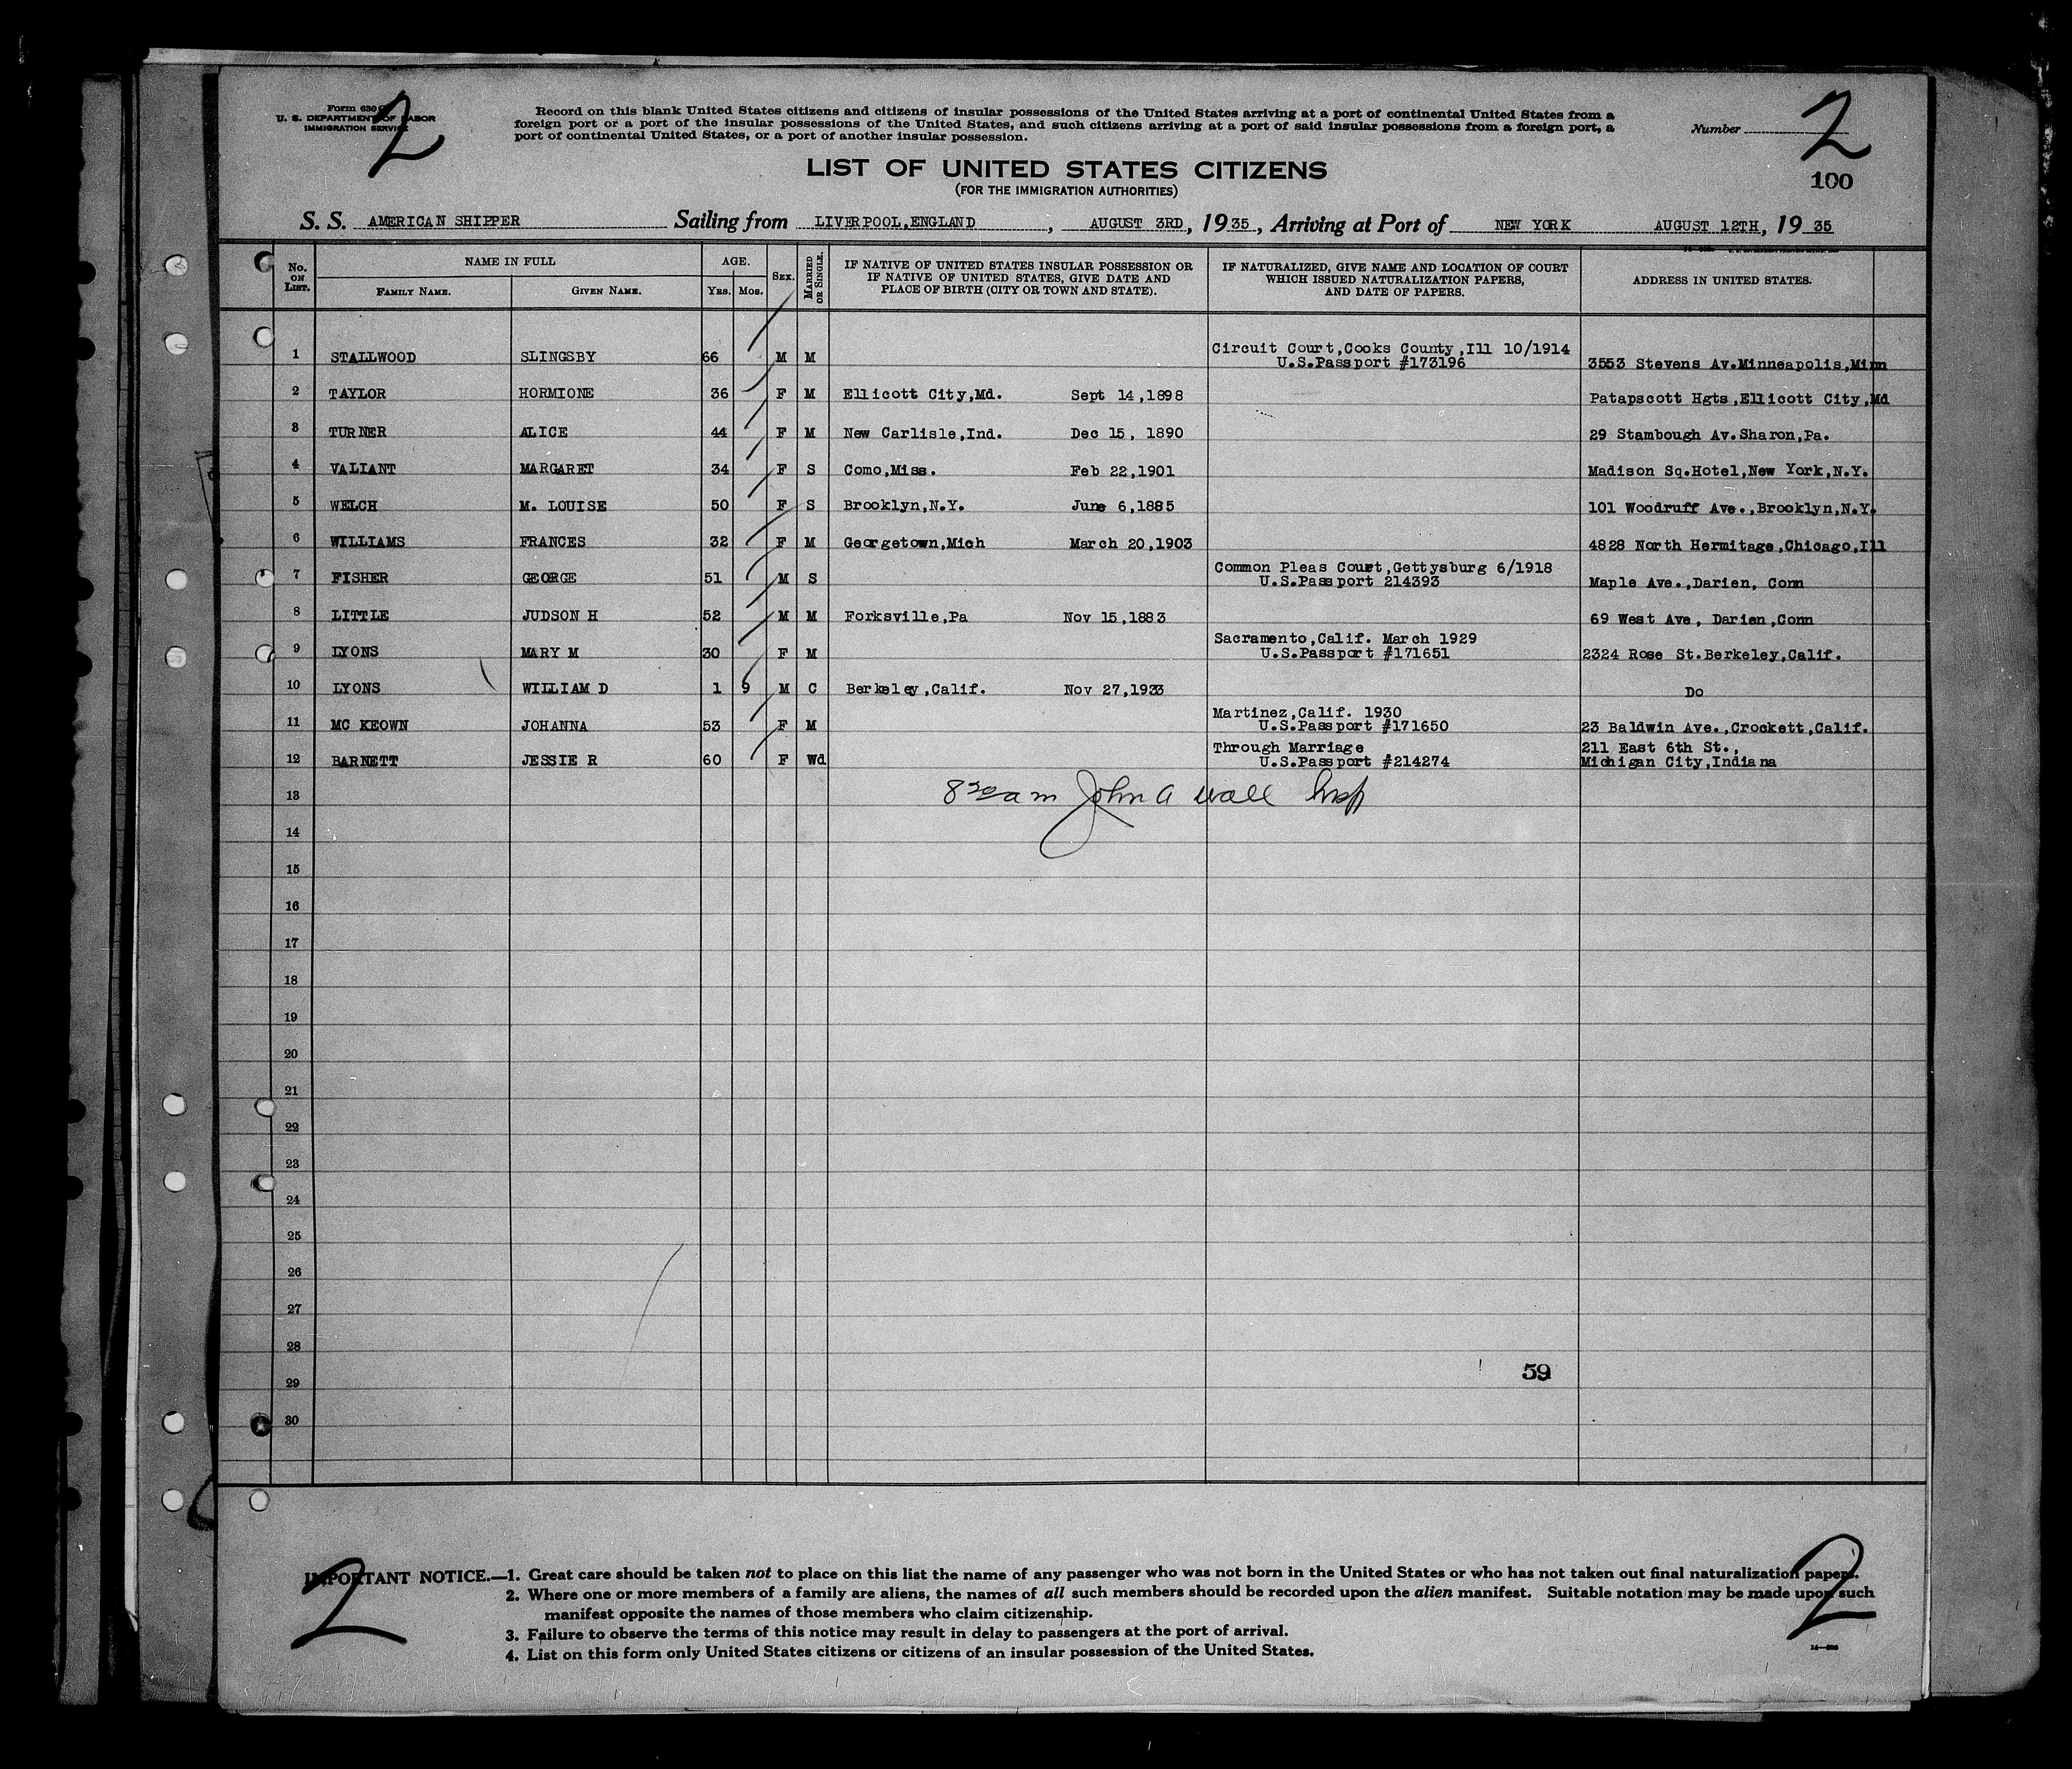 Form 630
U. S. DEPARTMENT OF LABOR
IMMIGRATION SERVICE
2
Record on this blank United States citizens and citizens of insular possessions of the United States arriving at a port of continental United States from a
foreign port or a port of the insular possessions of the United States, and such citizens arriving at a port of said insular possessions from a foreign port, a
port of continental United States, or a port of another insular possession.
Number 2
100
LIST OF UNITED STATES CITIZENS
(FOR THE IMMIGRATION AUTHORITIES)
S. S. AMERICAN SHIPPER Sailing from LIVERPOOL,ENGLAND, AUGUST 3RD, 1935, Arriving at Port of NEW YORK AUGUST 12TH, 1935
No. ON LIST. NAME IN FULL FAMILY NAME. GIVEN NAME. AGE. YRS. MOS. SEX. MARRIED OR SINGLE. IF NATIVE OF UNITED STATES INSULAR POSSESSION OR IF NATIVE OF UNITED STATES, GIVE DATE AND PLACE OF BIRTH (CITY OR TOWN AND STATE). IF NATURALIZED, GIVE NAME AND LOCATION OF COURT WHICH ISSUED NATURALIZATION PAPERS, AND DATE OF PAPERS. ADDRESS IN UNITED STATES.
1 STALLWOOD SLINGSBY 66 M M Circuit Court,Cooks County,Ill 10/1914
U.S.Passport #173196 3553 Stevens Av.Minneapolis,Minn
2 TAYLOR HORMIONE 36 F M Ellicott City,Md. Sept 14,1898 Patapscott Hgts,Ellicott City,Md
3 TURNER ALICE 44 F M New Carlisle,Ind. Dec 15, 1890 29 Stambough Av.Sharon,Pa.
4 VALIANT MARGARET 34 F S Como,Miss. Feb 22,1901 Madison Sq.Hotel,New York,N.Y.
5 WELCH M. LOUISE 50 F S Brooklyn,N.Y. June 6,1885 101 Woodruff Ave.,Brooklyn,N.Y.
6 WILLIAMS FRANCES 32 F M Georgetown,Mich March 20,1903 4828 North Hermitage,Chicago,Ill
7 FISHER GEORGE 51 M S Common Pleas Court,Gettysburg 6/1918
U.S.Passport 214393 Maple Ave.,Darien, Conn
8 LITTLE JUDSON H 52 M M Forksville,Pa Nov 15,1883 69 West Ave, Darien,Conn
9 LYONS MARY M 30 F M Sacramento,Calif. March 1929
U.S.Passport #171651 2324 Rose St.Berkeley,Calif.
10 LYONS WILLIAM D 1 9 M C Berkeley,Calif. Nov 27,1933 Do
11 MC KEOWN JOHANNA 53 F M Martinez,Calif. 1930
U.S.Passport #171650 23 Baldwin Ave.,Crockett,Calif.
12 BARNETT JESSIE R 60 F Wd Through Marriage 211 East 6th St.,
U.S.Passport #214274 Michigan City,Indiana
13 8 30 am John A Wall Insp
14
15
16
17
18
19
20
21
22
23
24
25
26
27
28
59
29
30
IMPORTANT NOTICE.—1. Great care should be taken not to place on this list the name of any passenger who was not born in the United States or who has not taken out final naturalization papers.
2. Where one or more members of a family are aliens, the names of all such members should be recorded upon the alien manifest. Suitable notation may be made upon such
manifest opposite the names of those members who claim citizenship.
3. Failure to observe the terms of this notice may result in delay to passengers at the port of arrival.
4. List on this form only United States citizens or citizens of an insular possession of the United States.
2
2